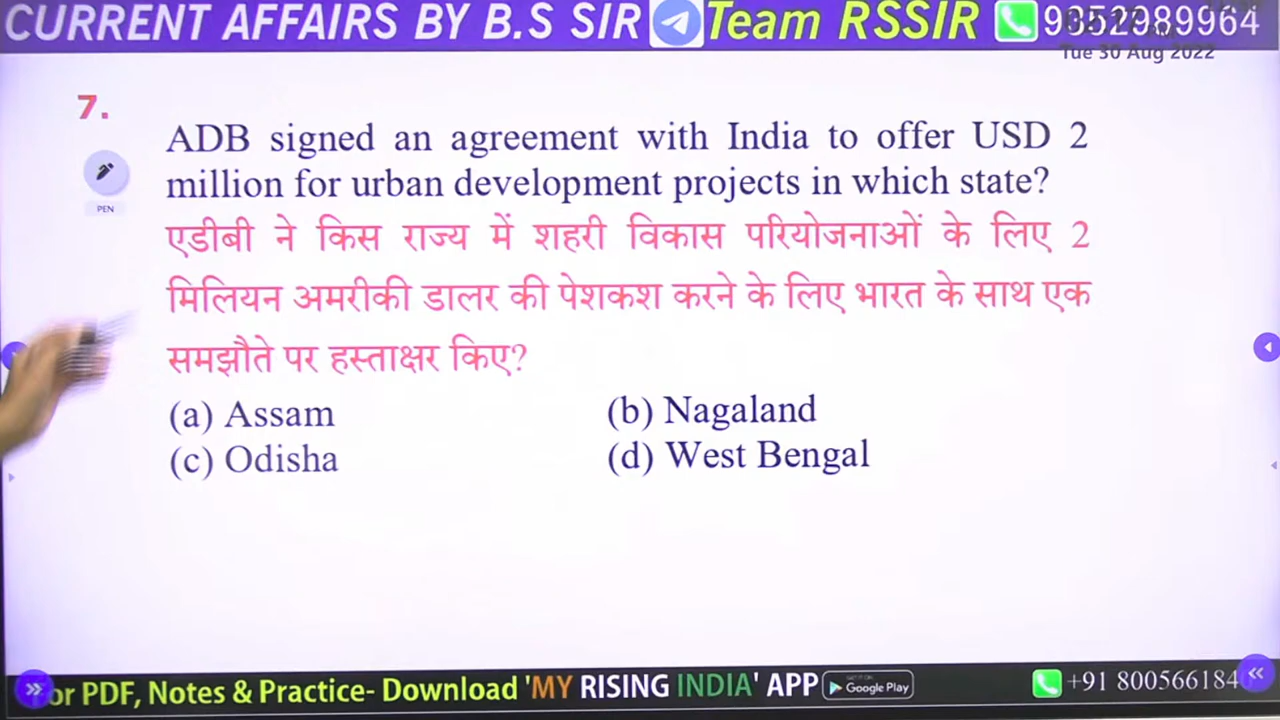 CURRENT AFFAIRS BY B.S SIR Team RSSIR 9352989964
Tue 30 Aug 2022
7.
ADB signed an agreement with India to offer USD 2
PEN
million for urban development projects in which state?
एडीबी ने किस राज्य में शहरी विकास परियोजनाओं के लिए 2
मिलियन अमरीकी डालर की पेशकश करने के लिए भारत के साथ एक
समझौते पर हस्ताक्षर किए?
(a) Assam (b) Nagaland
(c) Odisha (d) West Bengal
or PDF, Notes & Practice- Download 'MY RISING INDIA' APP GET IT ON Google Play +91 800566184